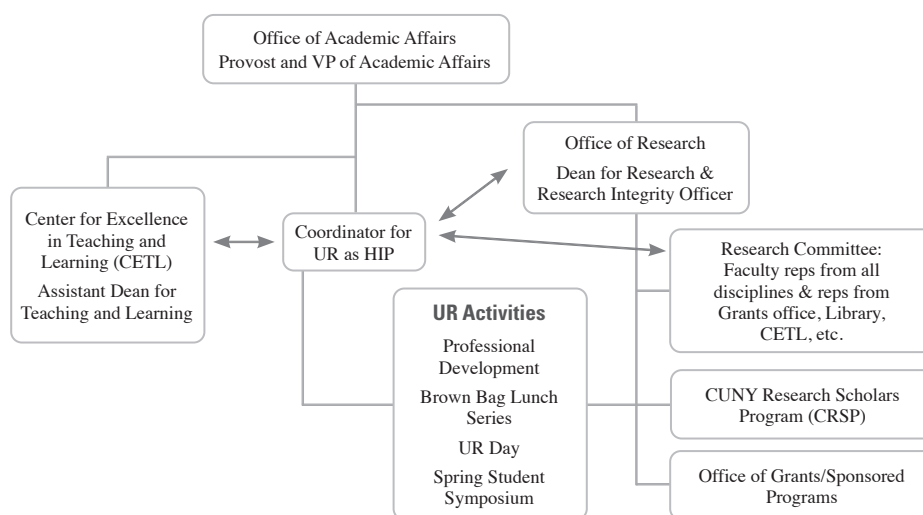 Office of Academic Affairs
Provost and VP of Academic Affairs
Office of Research
Dean for Research &
Research Integrity Officer
Center for Excellence
in Teaching and
Learning (CETL)
Assistant Dean for
Teaching and Learning
Coordinator for
UR as HIP
Research Committee:
Faculty reps from all
disciplines & reps from
Grants office, Library,
CETL, etc.
UR Activities
Professional
Development
Brown Bag Lunch
Series
UR Day
Spring Student
Symposium
CUNY Research Scholars
Program (CRSP)
Office of Grants/Sponsored
Programs